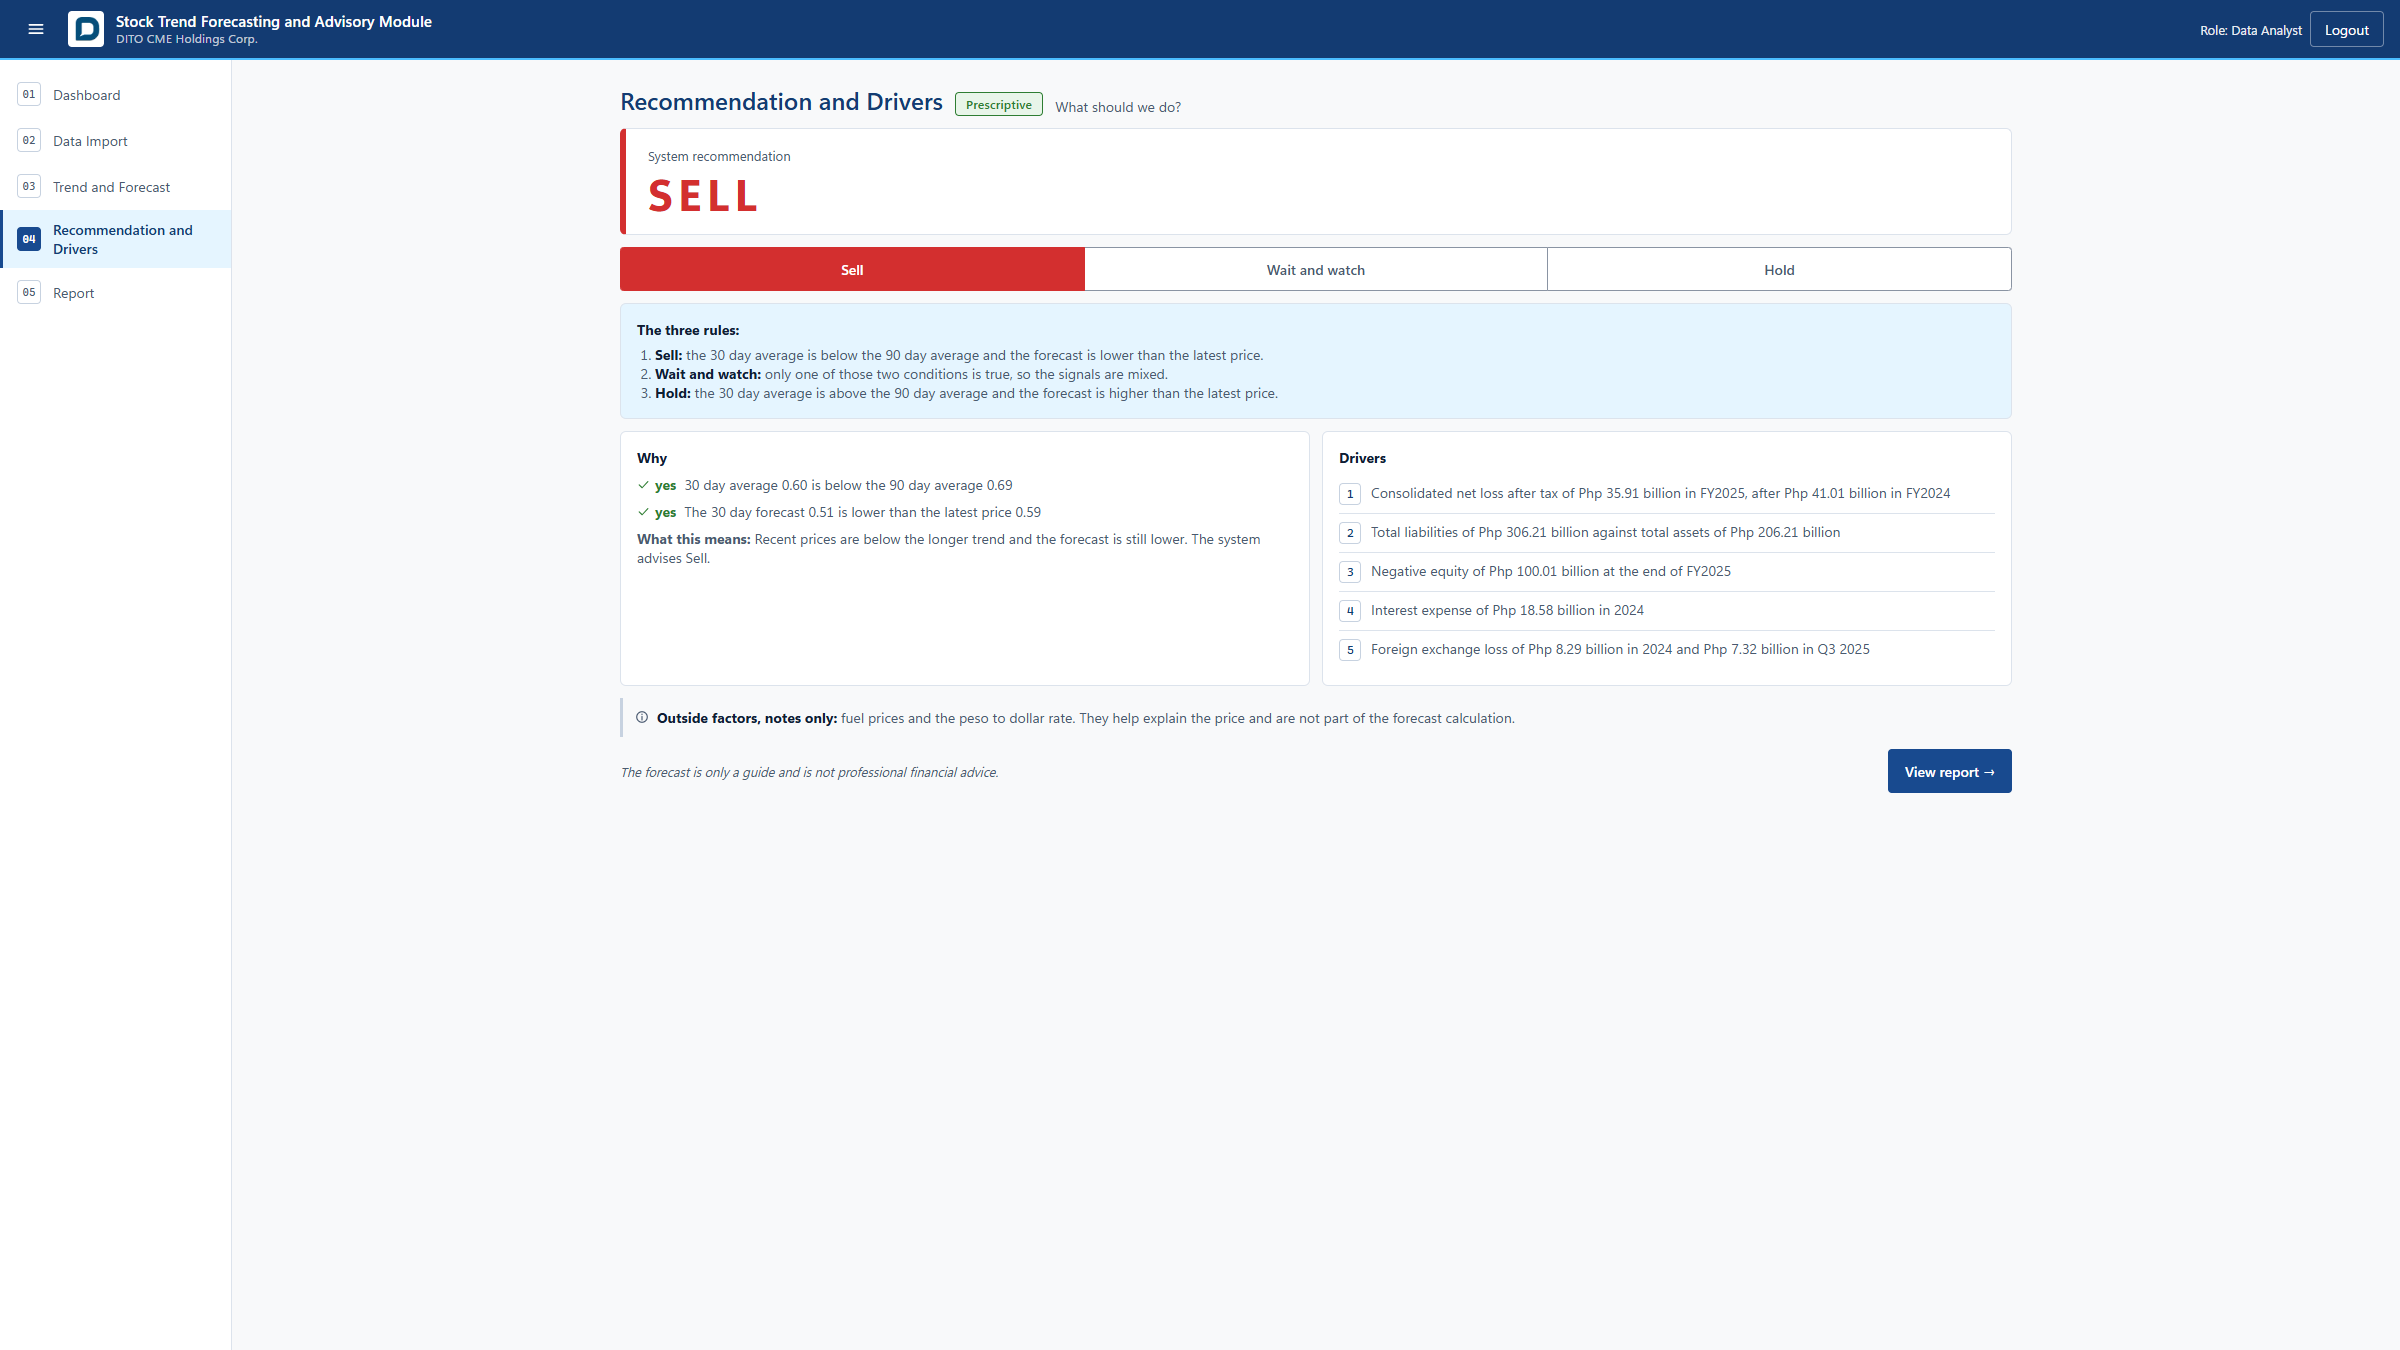 Stock Trend Forecasting and Advisory Module
DITO CME Holdings Corp.
Role: Data Analyst
Logout
01 Dashboard
02 Data Import
03 Trend and Forecast
04 Recommendation and
Drivers
05 Report
Recommendation and Drivers
Prescriptive
What should we do?
System recommendation
SELL
Sell
Wait and watch
Hold
The three rules:
1. Sell: the 30 day average is below the 90 day average and the forecast is lower than the latest price.
2. Wait and watch: only one of those two conditions is true, so the signals are mixed.
3. Hold: the 30 day average is above the 90 day average and the forecast is higher than the latest price.
Why
✓ yes 30 day average 0.60 is below the 90 day average 0.69
✓ yes The 30 day forecast 0.51 is lower than the latest price 0.59
What this means: Recent prices are below the longer trend and the forecast is still lower. The system
advises Sell.
Drivers
1 Consolidated net loss after tax of Php 35.91 billion in FY2025, after Php 41.01 billion in FY2024
2 Total liabilities of Php 306.21 billion against total assets of Php 206.21 billion
3 Negative equity of Php 100.01 billion at the end of FY2025
4 Interest expense of Php 18.58 billion in 2024
5 Foreign exchange loss of Php 8.29 billion in 2024 and Php 7.32 billion in Q3 2025
Outside factors, notes only: fuel prices and the peso to dollar rate. They help explain the price and are not part of the forecast calculation.
The forecast is only a guide and is not professional financial advice.
View report →